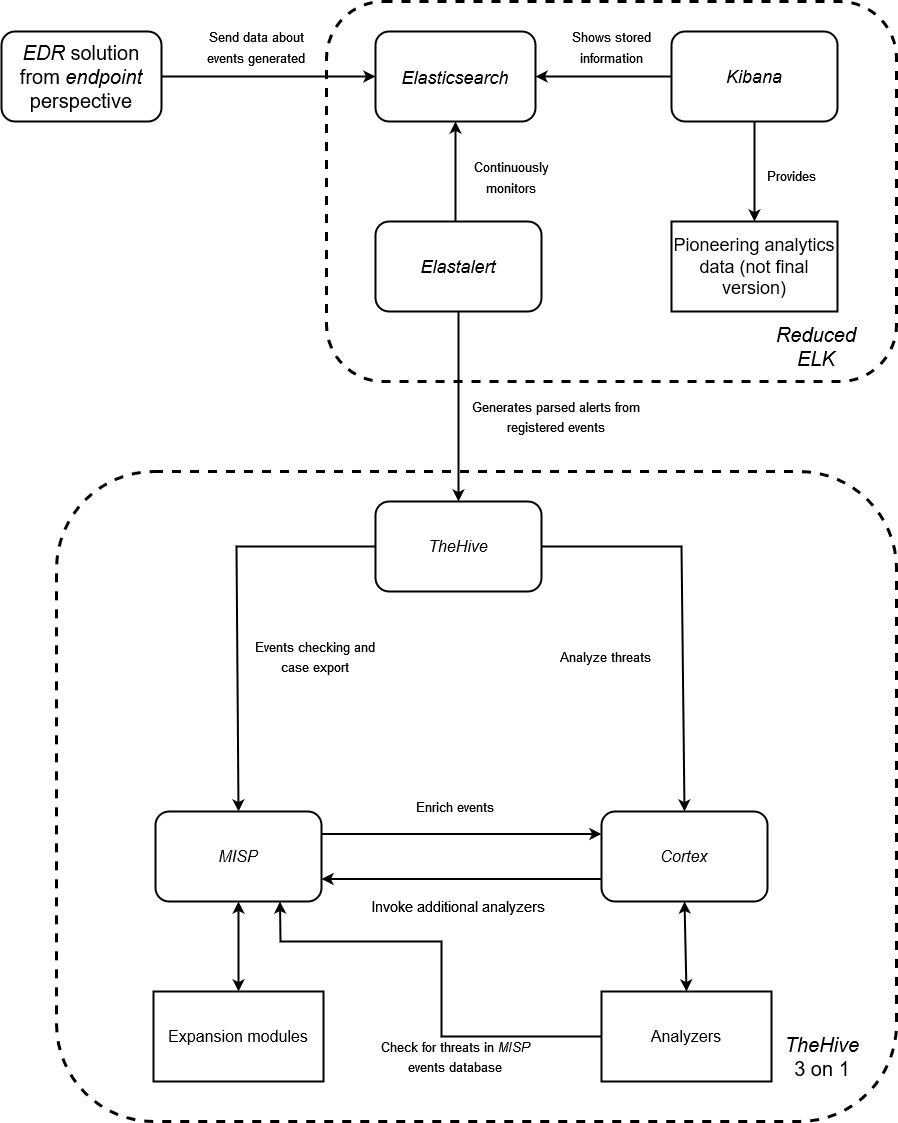 EDR solution
from endpoint
perspective
Send data about
events generated
Elasticsearch
Shows stored
information
Kibana
Continuously
monitors
Provides
Elastalert
Pioneering analytics
data (not final
version)
Reduced
ELK
Generates parsed alerts from
registered events
TheHive
Events checking and
case export
Analyze threats
Enrich events
MISP
Cortex
Invoke additional analyzers
Expansion modules
Check for threats in MISP
events database
Analyzers
TheHive
3 on 1